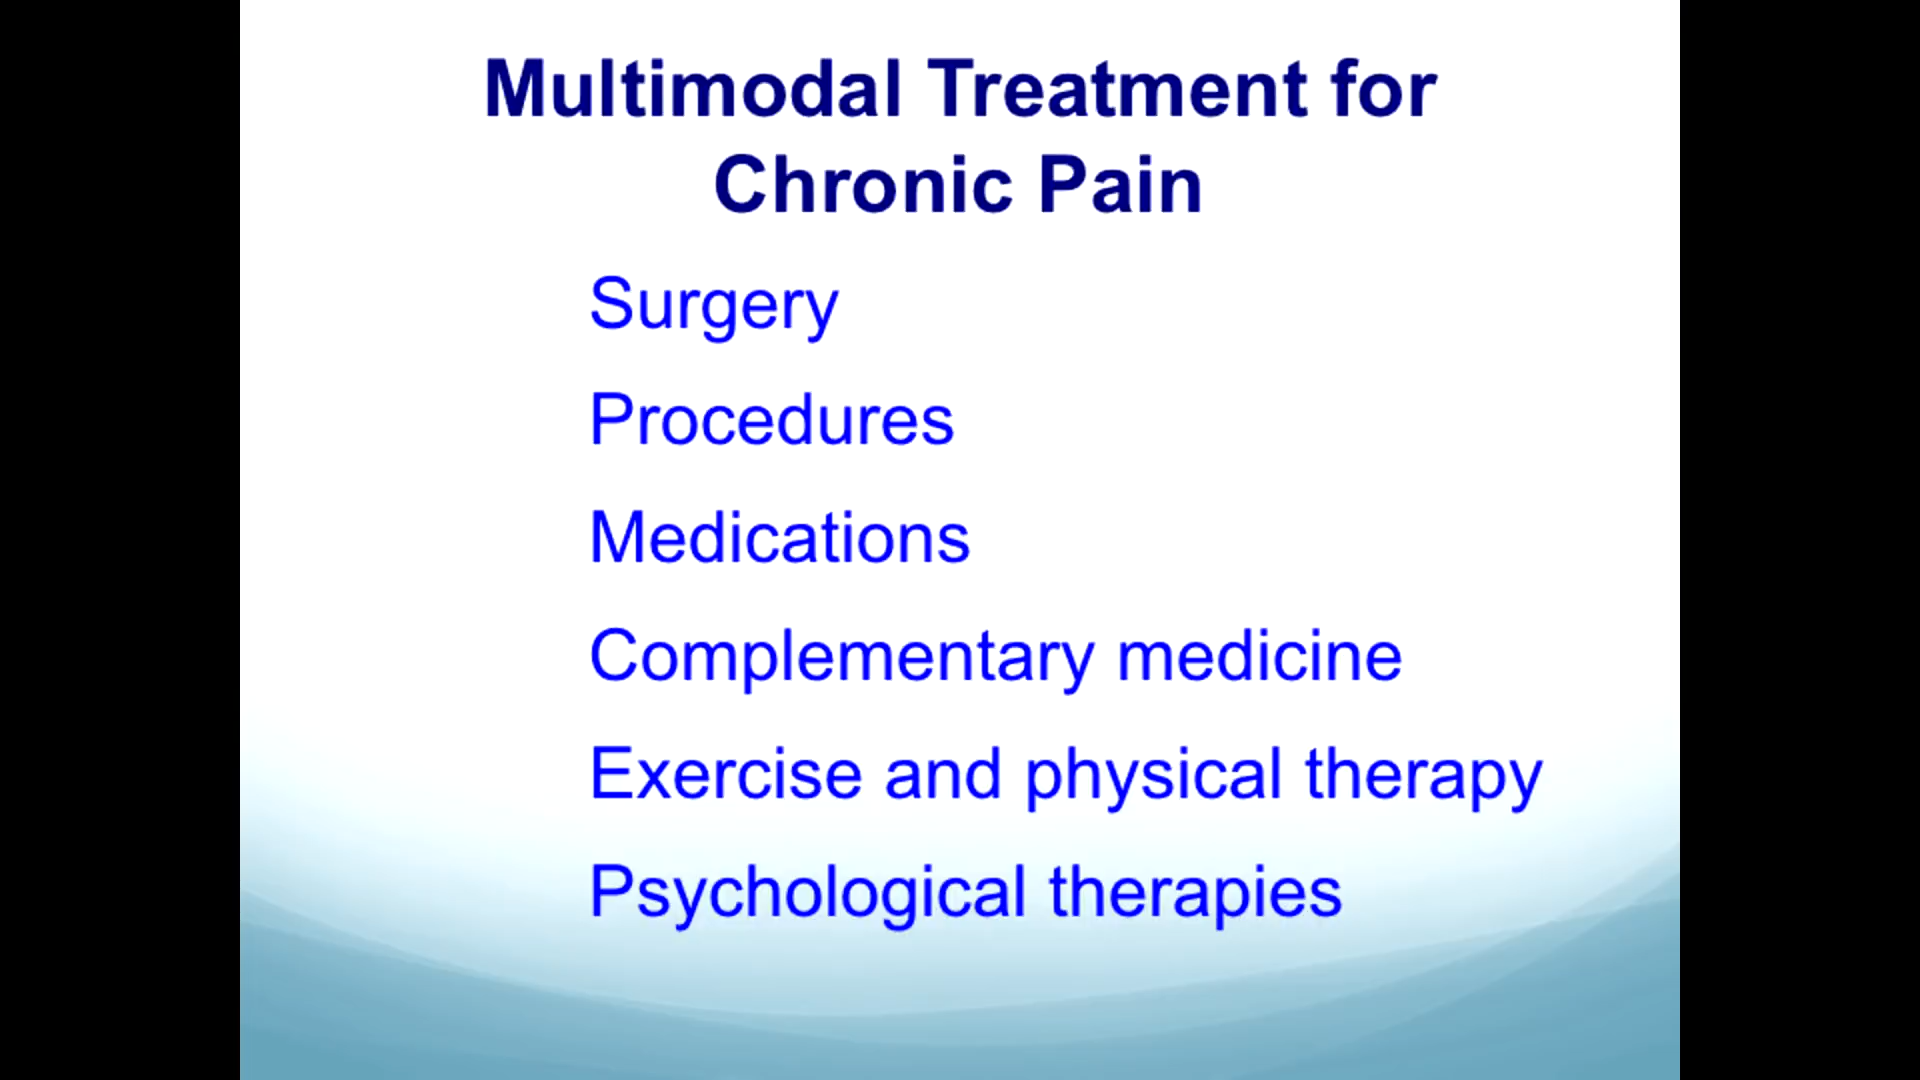 Multimodal Treatment for
Chronic Pain
Surgery
Procedures
Medications
Complementary medicine
Exercise and physical therapy
Psychological therapies